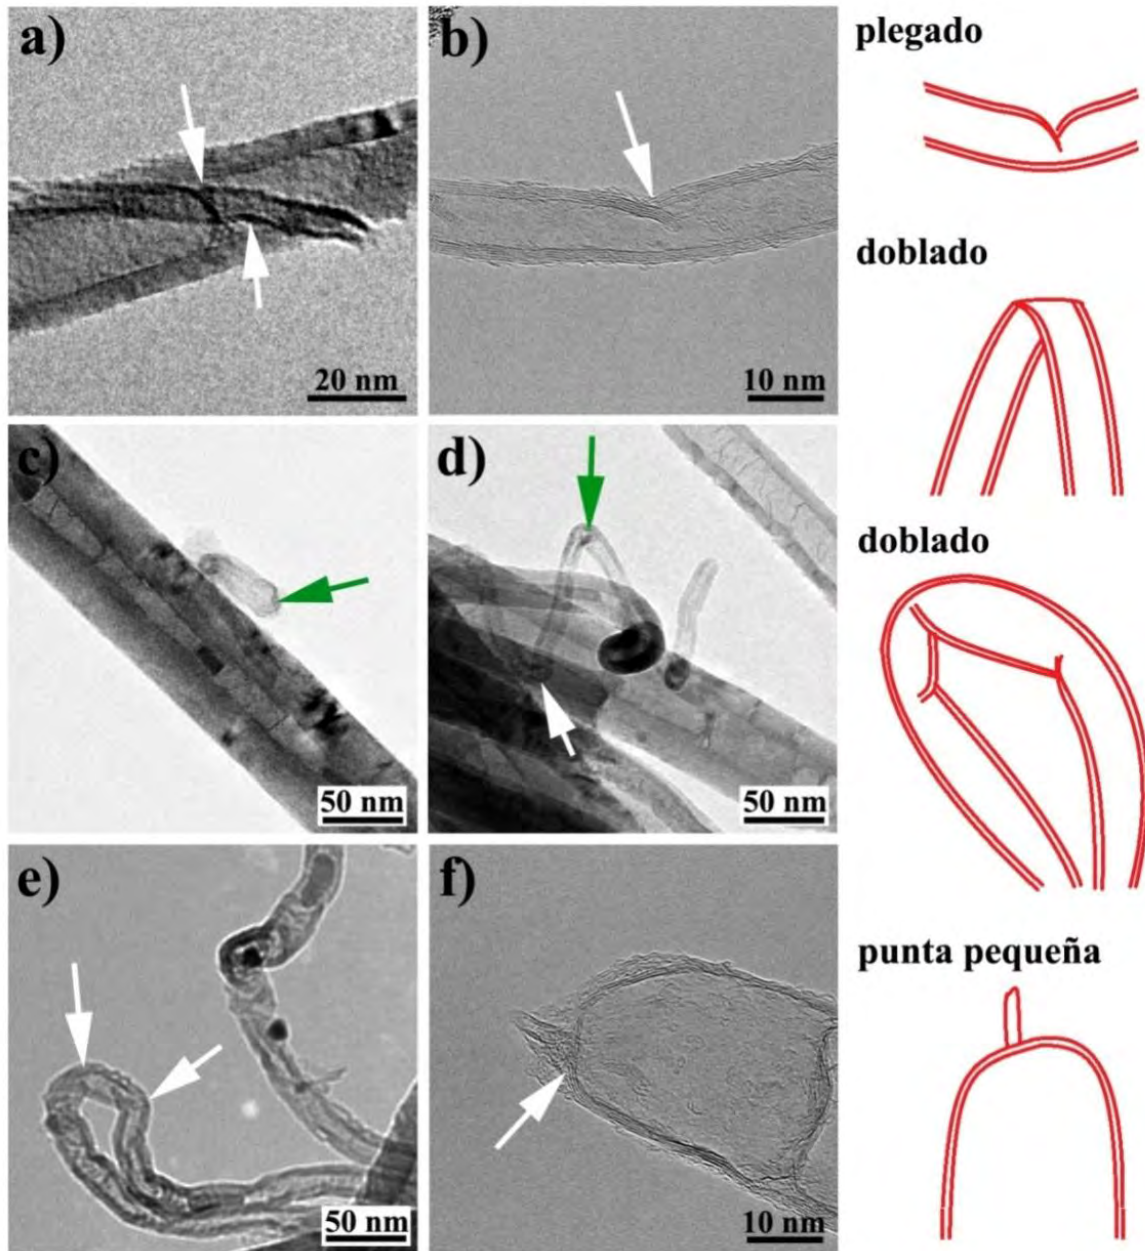 a)
b)
plegado
20 nm
10 nm
doblado
c)
d)
doblado
50 nm
50 nm
e)
f)
punta pequeña
50 nm
10 nm